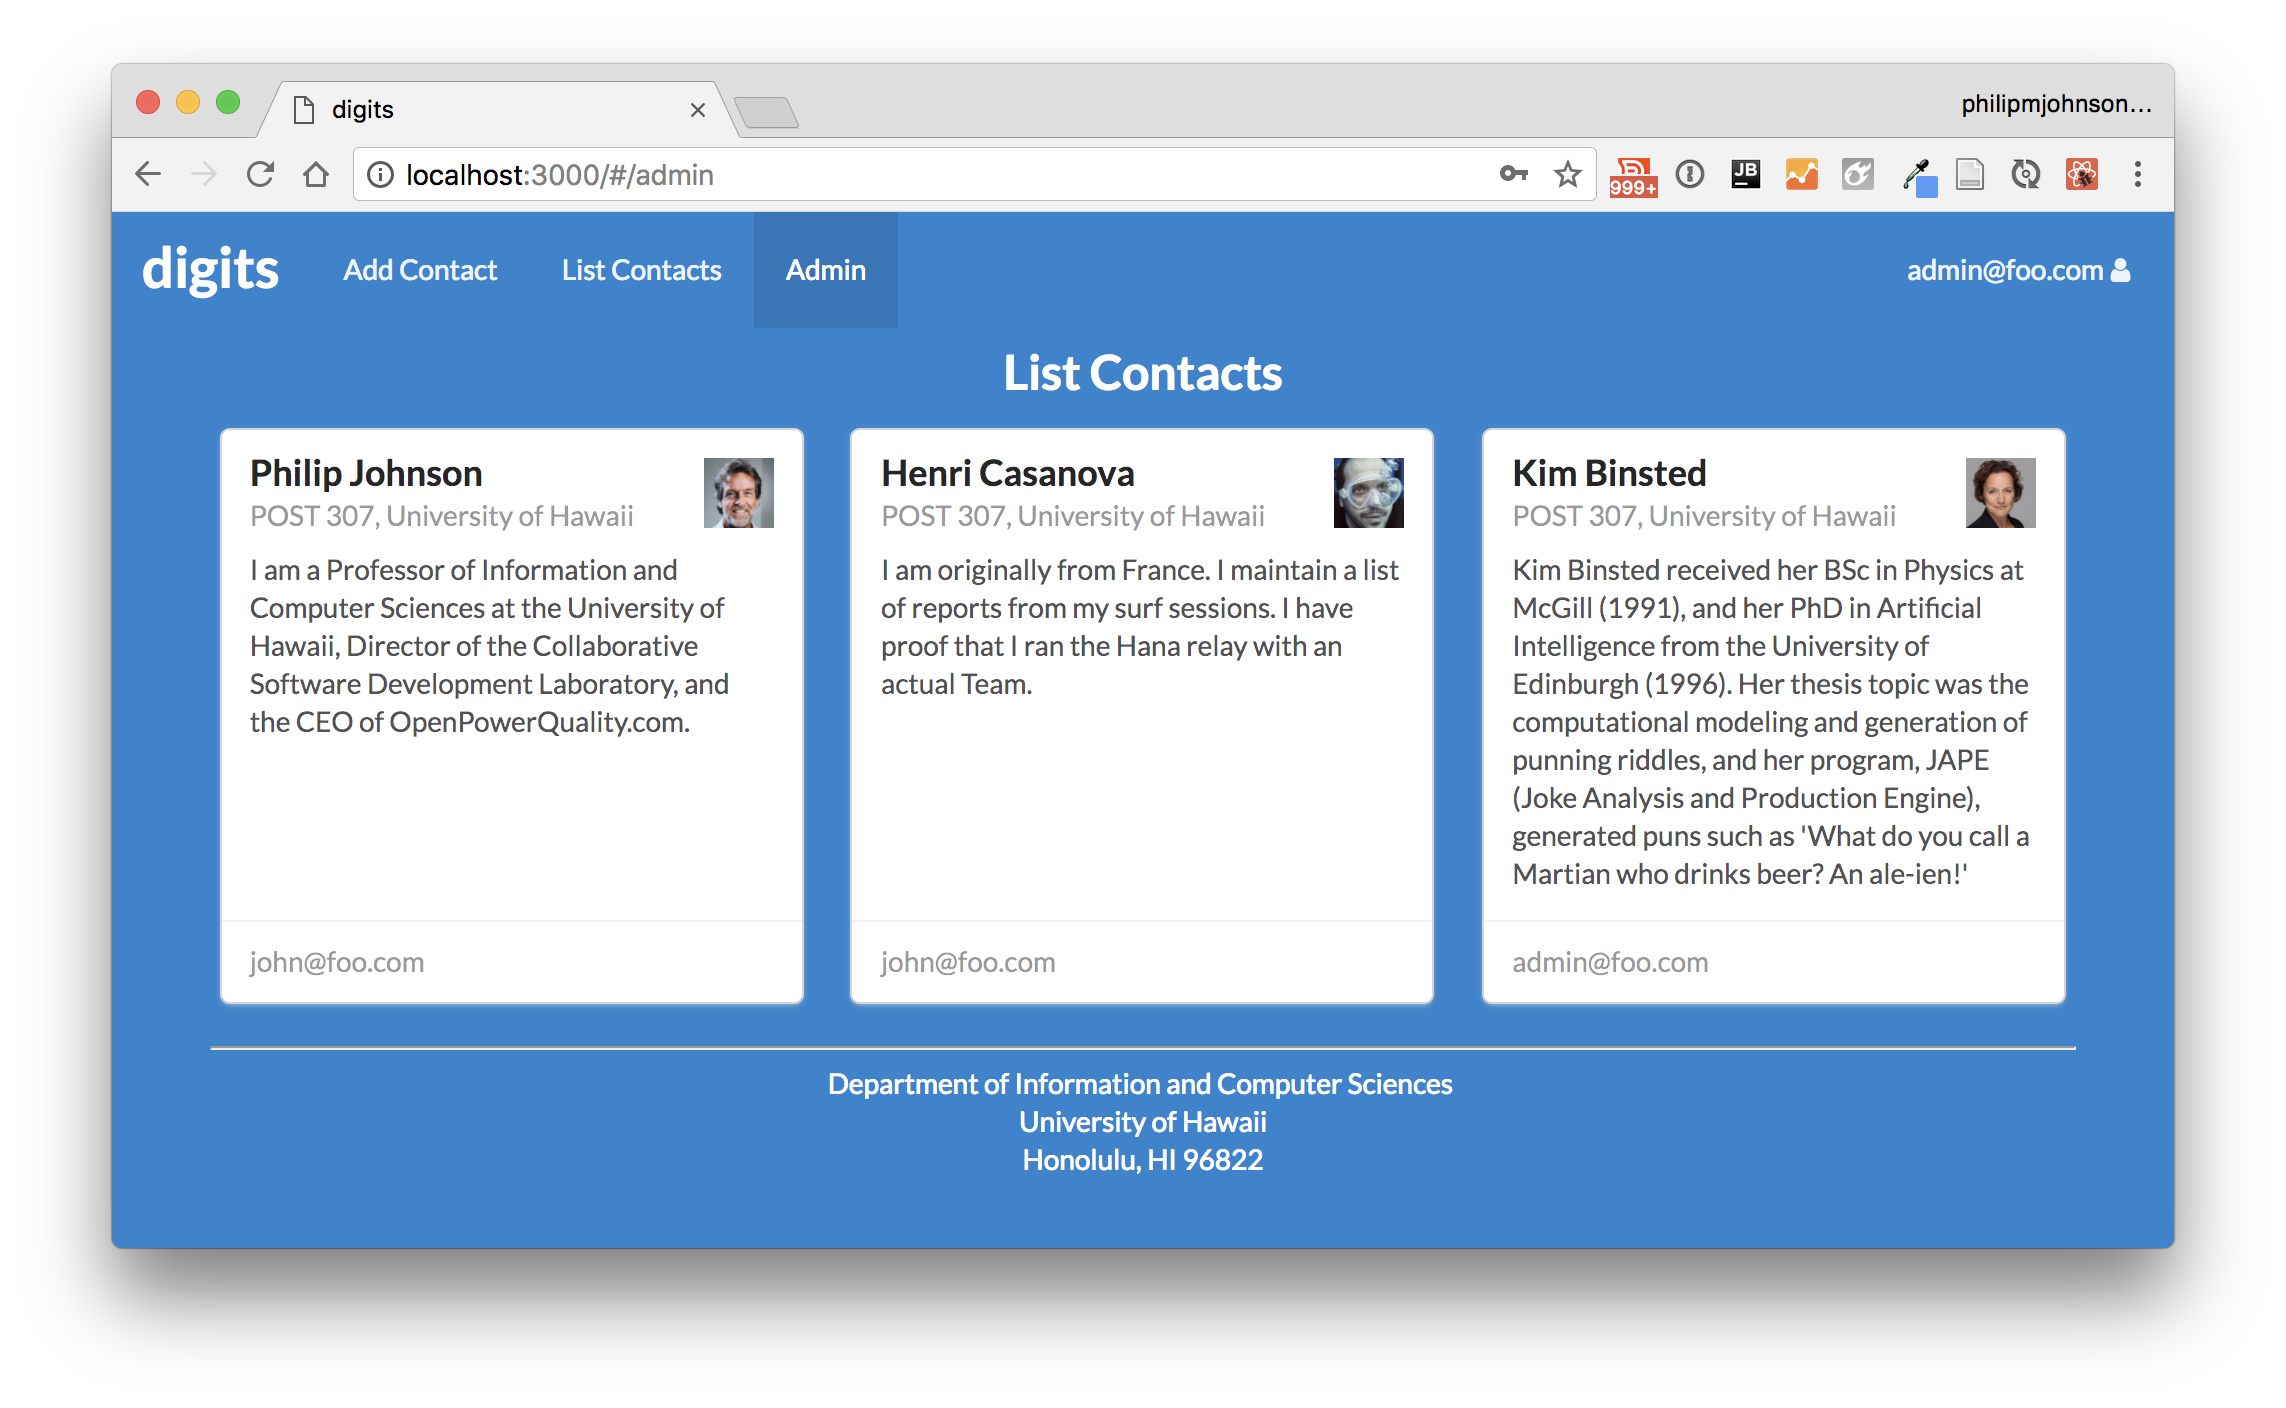 digits
philipmjohnson...
localhost:3000/#/admin
999+
JB
digits
Add Contact
List Contacts
Admin
admin@foo.com
List Contacts
Philip Johnson
POST 307, University of Hawaii
I am a Professor of Information and
Computer Sciences at the University of
Hawaii, Director of the Collaborative
Software Development Laboratory, and
the CEO of OpenPowerQuality.com.
john@foo.com
Henri Casanova
POST 307, University of Hawaii
I am originally from France. I maintain a list
of reports from my surf sessions. I have
proof that I ran the Hana relay with an
actual Team.
john@foo.com
Kim Binsted
POST 307, University of Hawaii
Kim Binsted received her BSc in Physics at
McGill (1991), and her PhD in Artificial
Intelligence from the University of
Edinburgh (1996). Her thesis topic was the
computational modeling and generation of
punning riddles, and her program, JAPE
(Joke Analysis and Production Engine),
generated puns such as 'What do you call a
Martian who drinks beer? An ale-ien!'
admin@foo.com
Department of Information and Computer Sciences
University of Hawaii
Honolulu, HI 96822